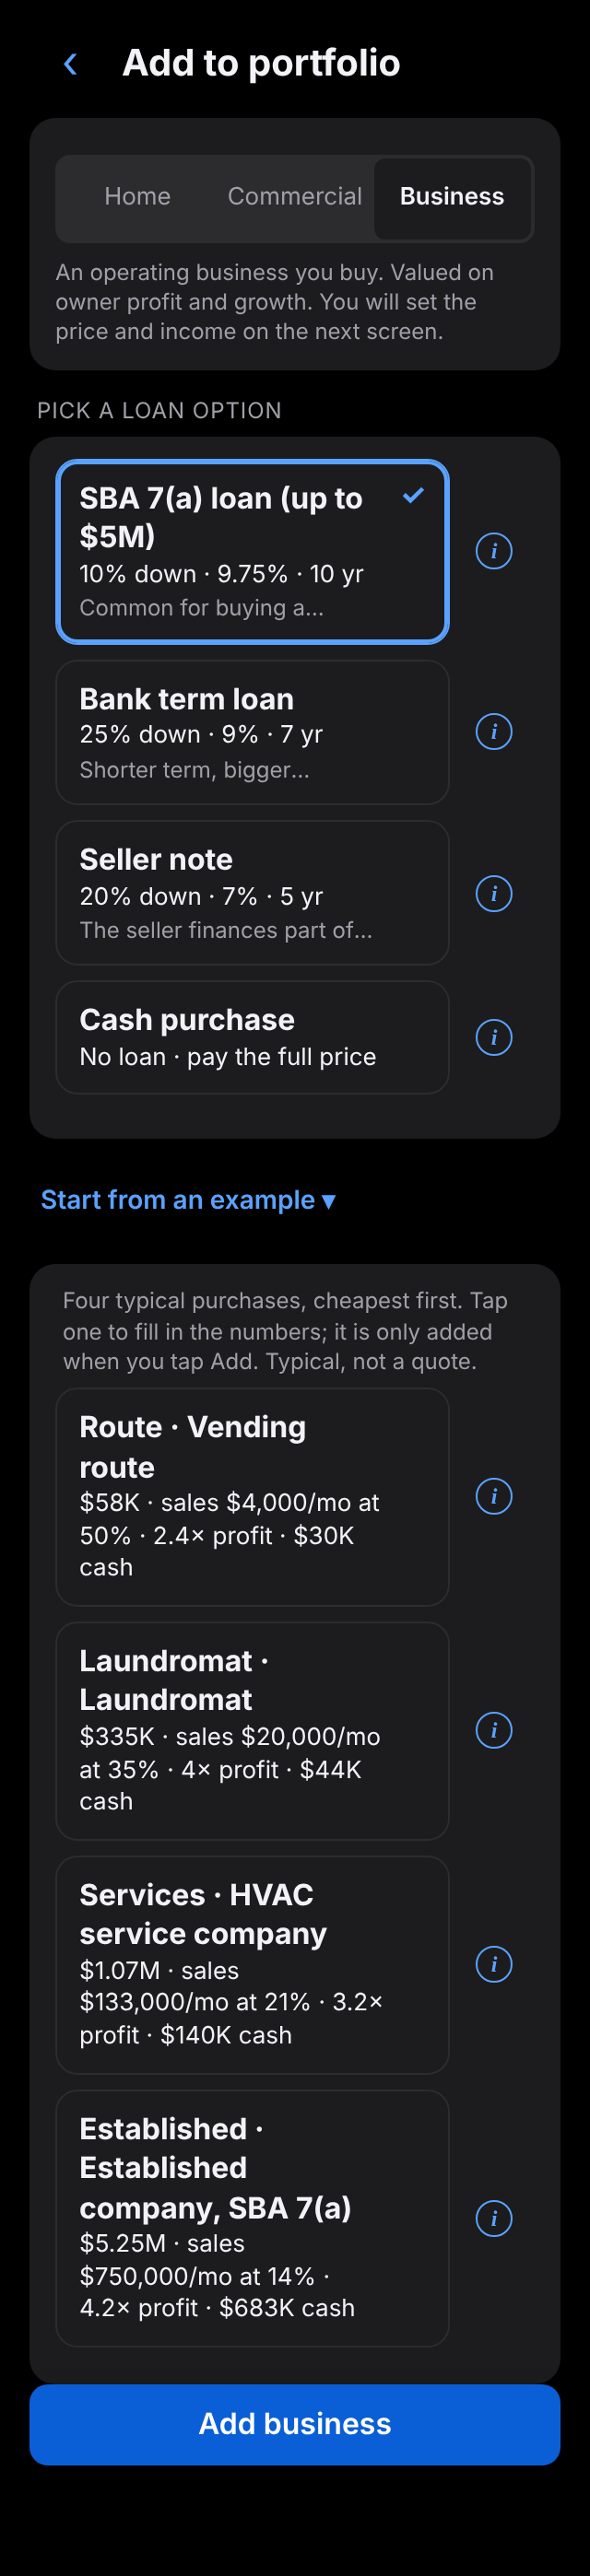 ‹ Add to portfolio
Home Commercial Business
An operating business you buy. Valued on
owner profit and growth. You will set the
price and income on the next screen.
PICK A LOAN OPTION
SBA 7(a) loan (up to ✓
$5M)
10% down · 9.75% · 10 yr
Common for buying a...
i
Bank term loan
25% down · 9% · 7 yr
Shorter term, bigger...
i
Seller note
20% down · 7% · 5 yr
The seller finances part of...
i
Cash purchase
No loan · pay the full price
i
Start from an example ▾
Four typical purchases, cheapest first. Tap
one to fill in the numbers; it is only added
when you tap Add. Typical, not a quote.
Route · Vending
route
$58K · sales $4,000/mo at
50% · 2.4× profit · $30K
cash
i
Laundromat ·
Laundromat
$335K · sales $20,000/mo
at 35% · 4× profit · $44K
cash
i
Services · HVAC
service company
$1.07M · sales
$133,000/mo at 21% · 3.2×
profit · $140K cash
i
Established ·
Established
company, SBA 7(a)
$5.25M · sales
$750,000/mo at 14% ·
4.2× profit · $683K cash
i
Add business